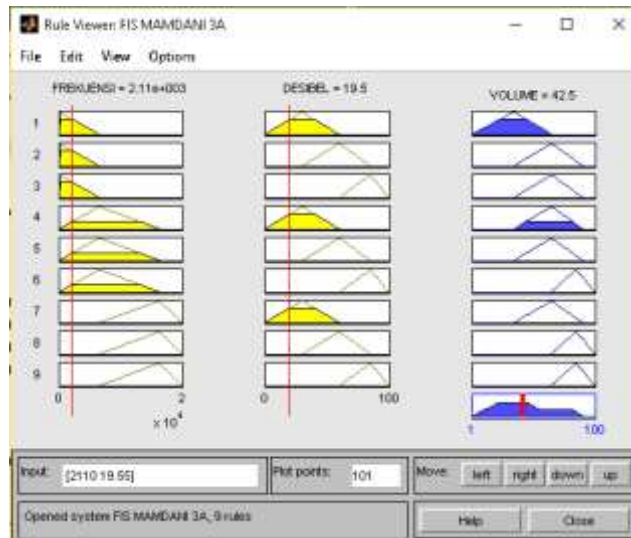 Rule Viewer: FIS MAMDANI 3A
File Edit View Options
FREKUENSI = 2.11e+003
DESIBEL = 19.5
VOLUME = 42.5
1
2
3
4
5
6
7
8
9
0 2
x 10^4
0 100
1 100
Input: [2110 19.55]
Plot points: 101
Move: left right down up
Opened system FIS MAMDANI 3A, 9 rules
Help Close